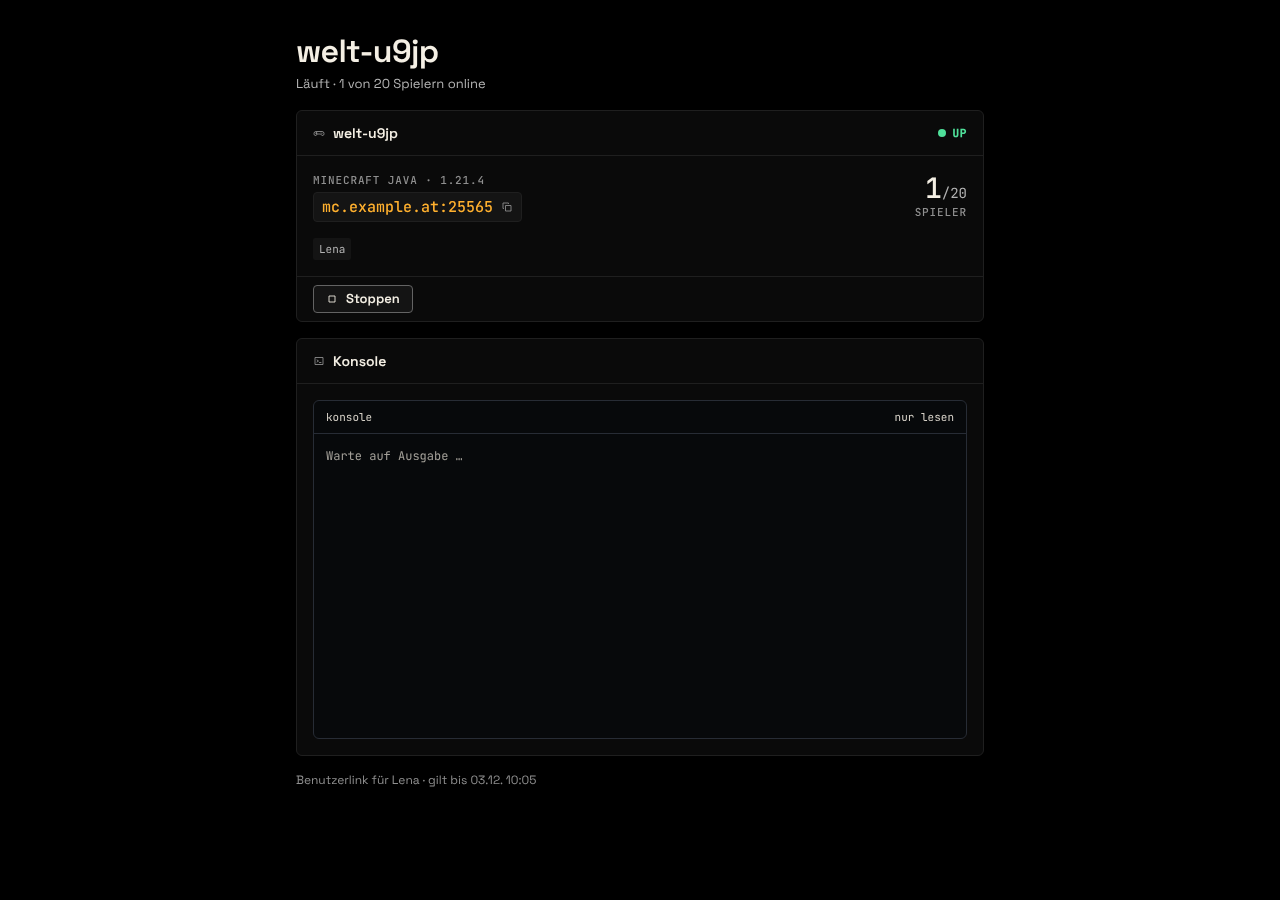 welt-u9jp
Läuft · 1 von 20 Spielern online
welt-u9jp
UP
MINECRAFT JAVA · 1.21.4
mc.example.at:25565
1/20
SPIELER
Lena
Stoppen
Konsole
konsole
nur lesen
Warte auf Ausgabe …
Benutzerlink für Lena · gilt bis 03.12. 10:05